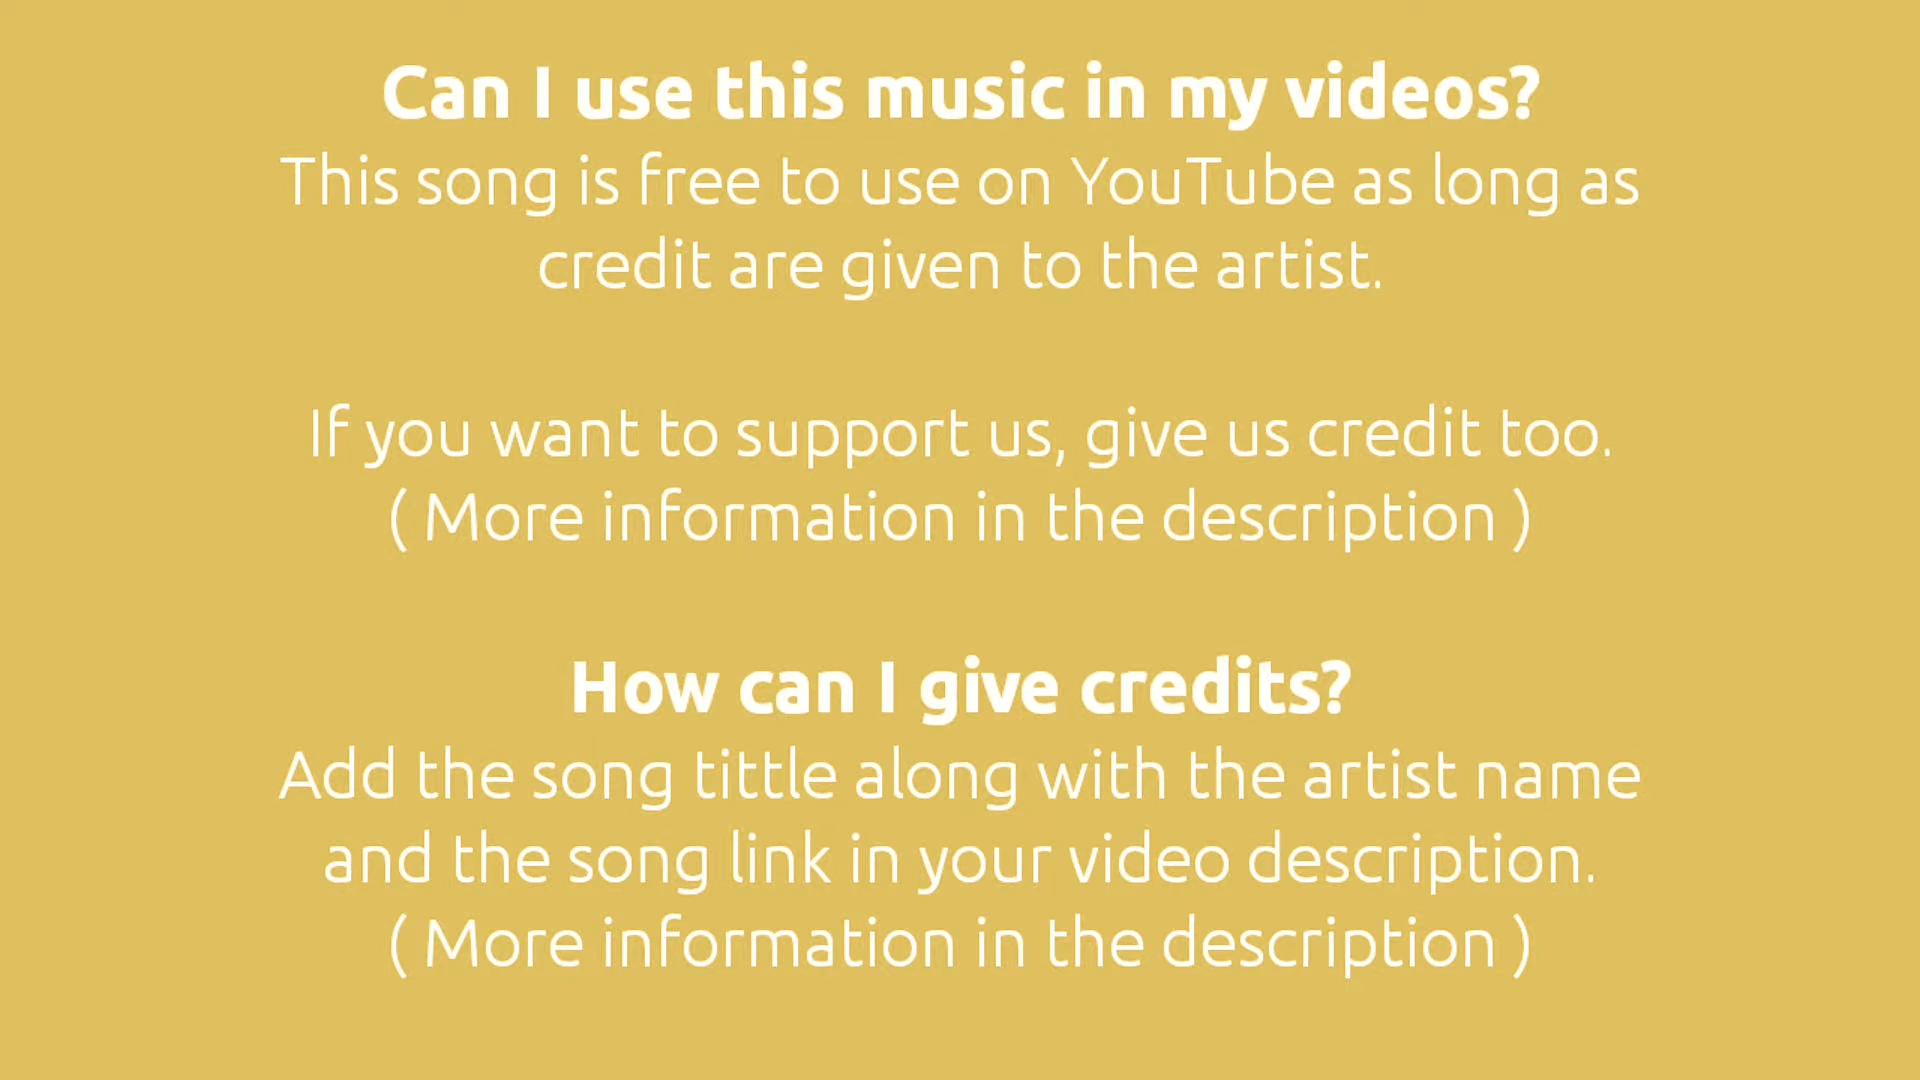 Can I use this music in my videos?
This song is free to use on YouTube as long as
credit are given to the artist.
If you want to support us, give us credit too.
( More information in the description )
How can I give credits?
Add the song tittle along with the artist name
and the song link in your video description.
( More information in the description )